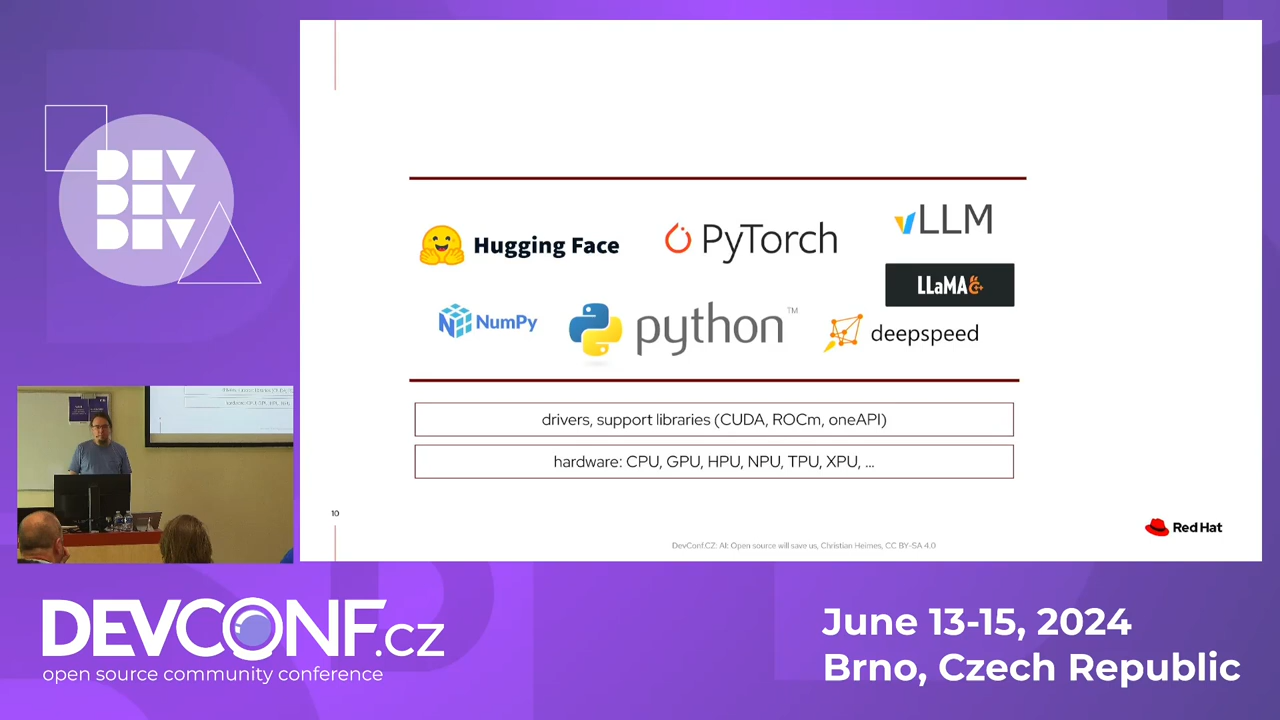 DEV
DEV
DEV
Hugging Face
PyTorch
vLLM
LLaMA C++
NumPy
python™
deepspeed
drivers, support libraries (CUDA, ROCm, oneAPI)
hardware: CPU, GPU, HPU, NPU, TPU, XPU, ...
10
Red Hat
DevConf.CZ: AI: Open source will save us, Christian Heimes, CC BY-SA 4.0
DEVCONF.cz
open source community conference
June 13-15, 2024
Brno, Czech Republic